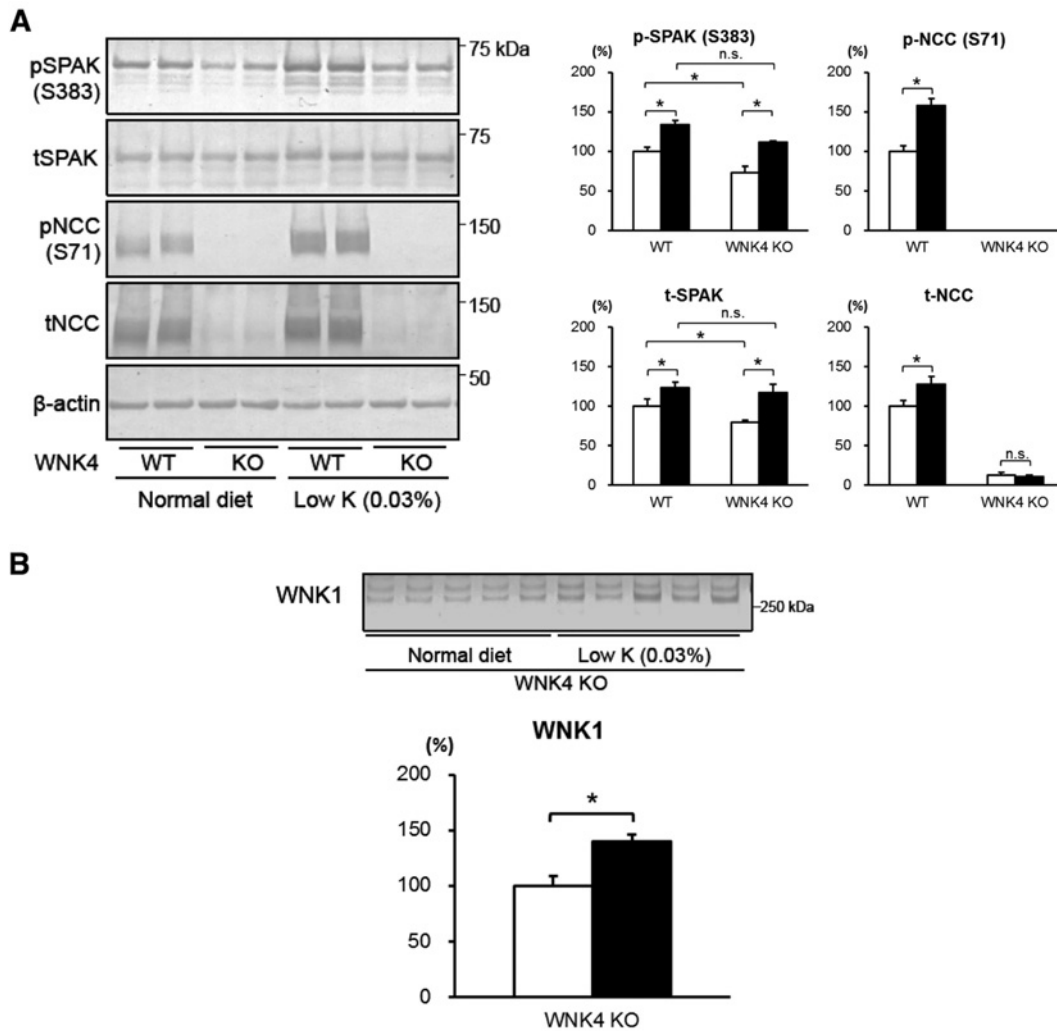 A
pSPAK
(S383)
75 kDa
tSPAK
75
pNCC
(S71)
150
tNCC
150
β-actin
50
WNK4 WT KO WT KO
Normal diet Low K (0.03%)
p-SPAK (S383)
(%)
200
150
100
50
0
n.s.
*
* *
WT WNK4 KO
p-NCC (S71)
(%)
200
150
100
50
0
*
WT WNK4 KO
t-SPAK
(%)
200
150
100
50
0
n.s.
*
* *
WT WNK4 KO
t-NCC
(%)
200
150
100
50
0
*
n.s.
WT WNK4 KO
B
WNK1
250 kDa
Normal diet Low K (0.03%)
WNK4 KO
WNK1
(%)
200
150
100
50
0
*
WNK4 KO